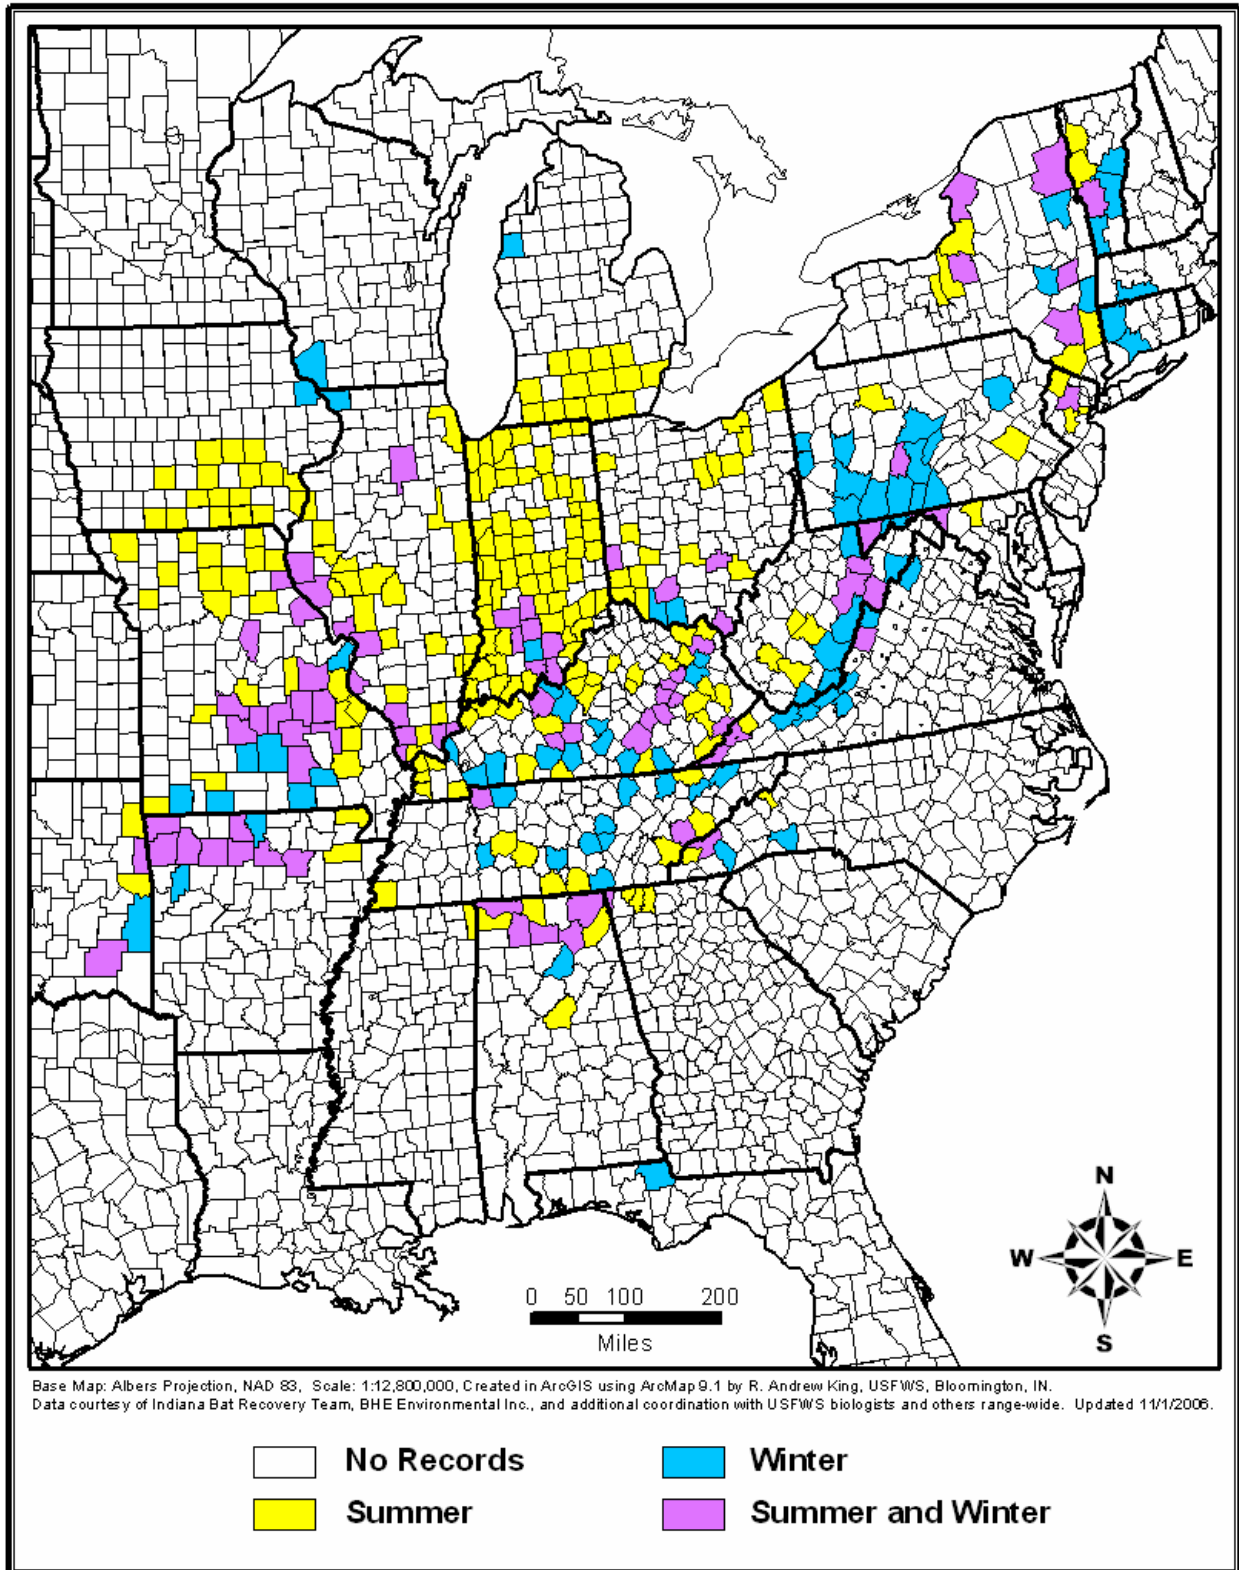 N
W E
S
0 50 100 200
Miles
Base Map: Albers Projection, NAD 83, Scale: 1:12,800,000, Created in ArcGIS using ArcMap 9.1 by R. Andrew King, USFWS, Bloomington, IN.
Data courtesy of Indiana Bat Recovery Team, BHE Environmental Inc., and additional coordination with USFWS biologists and others range-wide. Updated 11/1/2006.
No Records Winter
Summer Summer and Winter